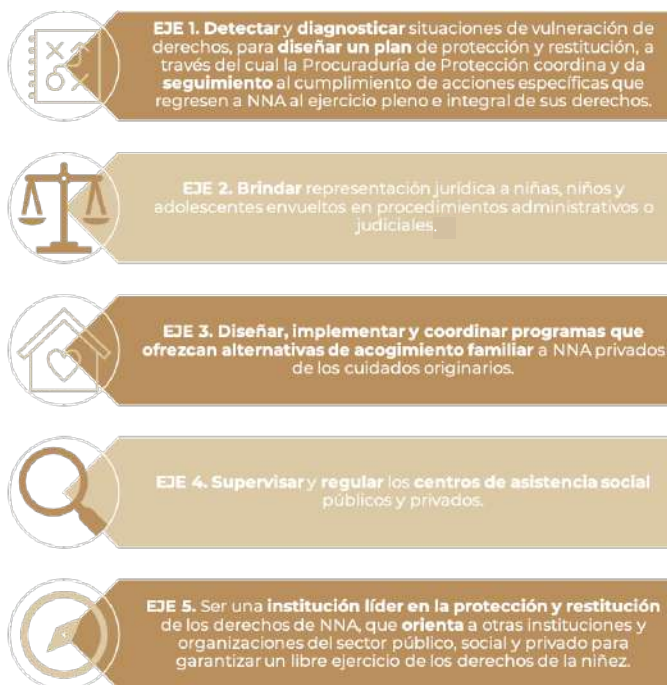 EJE 1. Detectar y diagnosticar situaciones de vulneración de
derechos, para diseñar un plan de protección y restitución, a
través del cual la Procuraduría de Protección coordina y da
seguimiento al cumplimiento de acciones específicas que
regresen a NNA al ejercicio pleno e integral de sus derechos.
EJE 2. Brindar representación jurídica a niñas, niños y
adolescentes envueltos en procedimientos administrativos o
judiciales.
EJE 3. Diseñar, implementar y coordinar programas que
ofrezcan alternativas de acogimiento familiar a NNA privados
de los cuidados originarios.
EJE 4. Supervisar y regular los centros de asistencia social
públicos y privados.
EJE 5. Ser una institución líder en la protección y restitución
de los derechos de NNA, que orienta a otras instituciones y
organizaciones del sector público, social y privado para
garantizar un libre ejercicio de los derechos de la niñez.